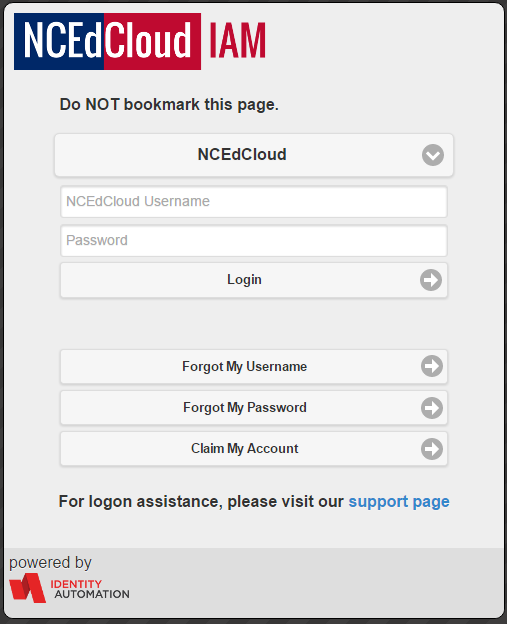 NCEdCloud IAM
Do NOT bookmark this page.
NCEdCloud
NCEdCloud Username
Password
Login
Forgot My Username
Forgot My Password
Claim My Account
For logon assistance, please visit our support page
powered by
IDENTITY
AUTOMATION